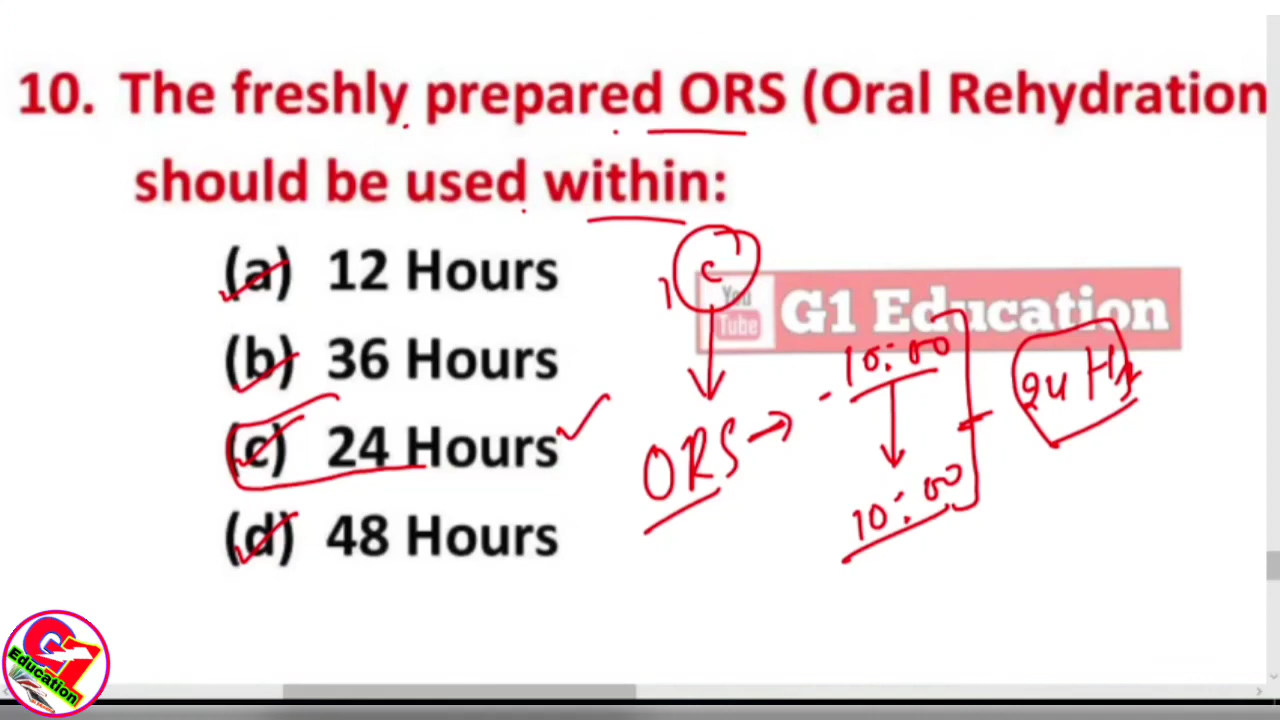 10. The freshly prepared ORS (Oral Rehydration
should be used within:
(a) 12 Hours
(b) 36 Hours
(c) 24 Hours
(d) 48 Hours
C
You
Tube
G1 Education
ORS → 10:00
10:00
24 Hr
G1
Education